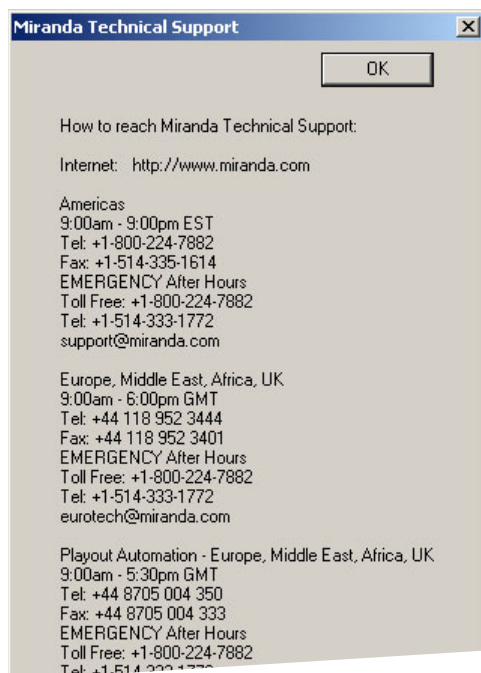 Miranda Technical Support
OK
How to reach Miranda Technical Support:
Internet: http://www.miranda.com
Americas
9:00am - 9:00pm EST
Tel: +1-800-224-7882
Fax: +1-514-335-1614
EMERGENCY After Hours
Toll Free: +1-800-224-7882
Tel: +1-514-333-1772
support@miranda.com
Europe, Middle East, Africa, UK
9:00am - 6:00pm GMT
Tel: +44 118 952 3444
Fax: +44 118 952 3401
EMERGENCY After Hours
Toll Free: +1-800-224-7882
Tel: +1-514-333-1772
eurotech@miranda.com
Playout Automation - Europe, Middle East, Africa, UK
9:00am - 5:30pm GMT
Tel: +44 8705 004 350
Fax: +44 8705 004 333
EMERGENCY After Hours
Toll Free: +1-800-224-7882
Tel: